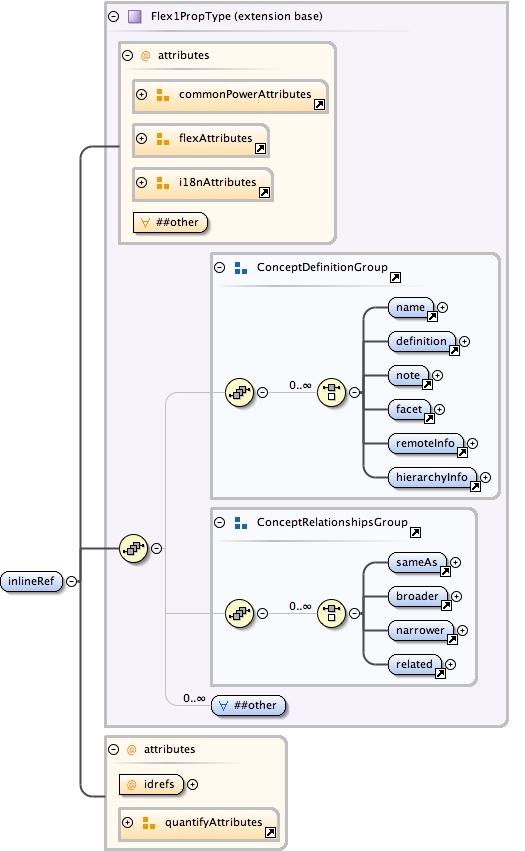 Flex1PropType (extension base)
@ attributes
commonPowerAttributes
flexAttributes
i18nAttributes
##other
ConceptDefinitionGroup
name
definition
0..∞
note
facet
remoteInfo
hierarchyInfo
ConceptRelationshipsGroup
sameAs
broader
0..∞
narrower
related
inlineRef
0..∞
##other
@ attributes
@ idrefs
quantifyAttributes